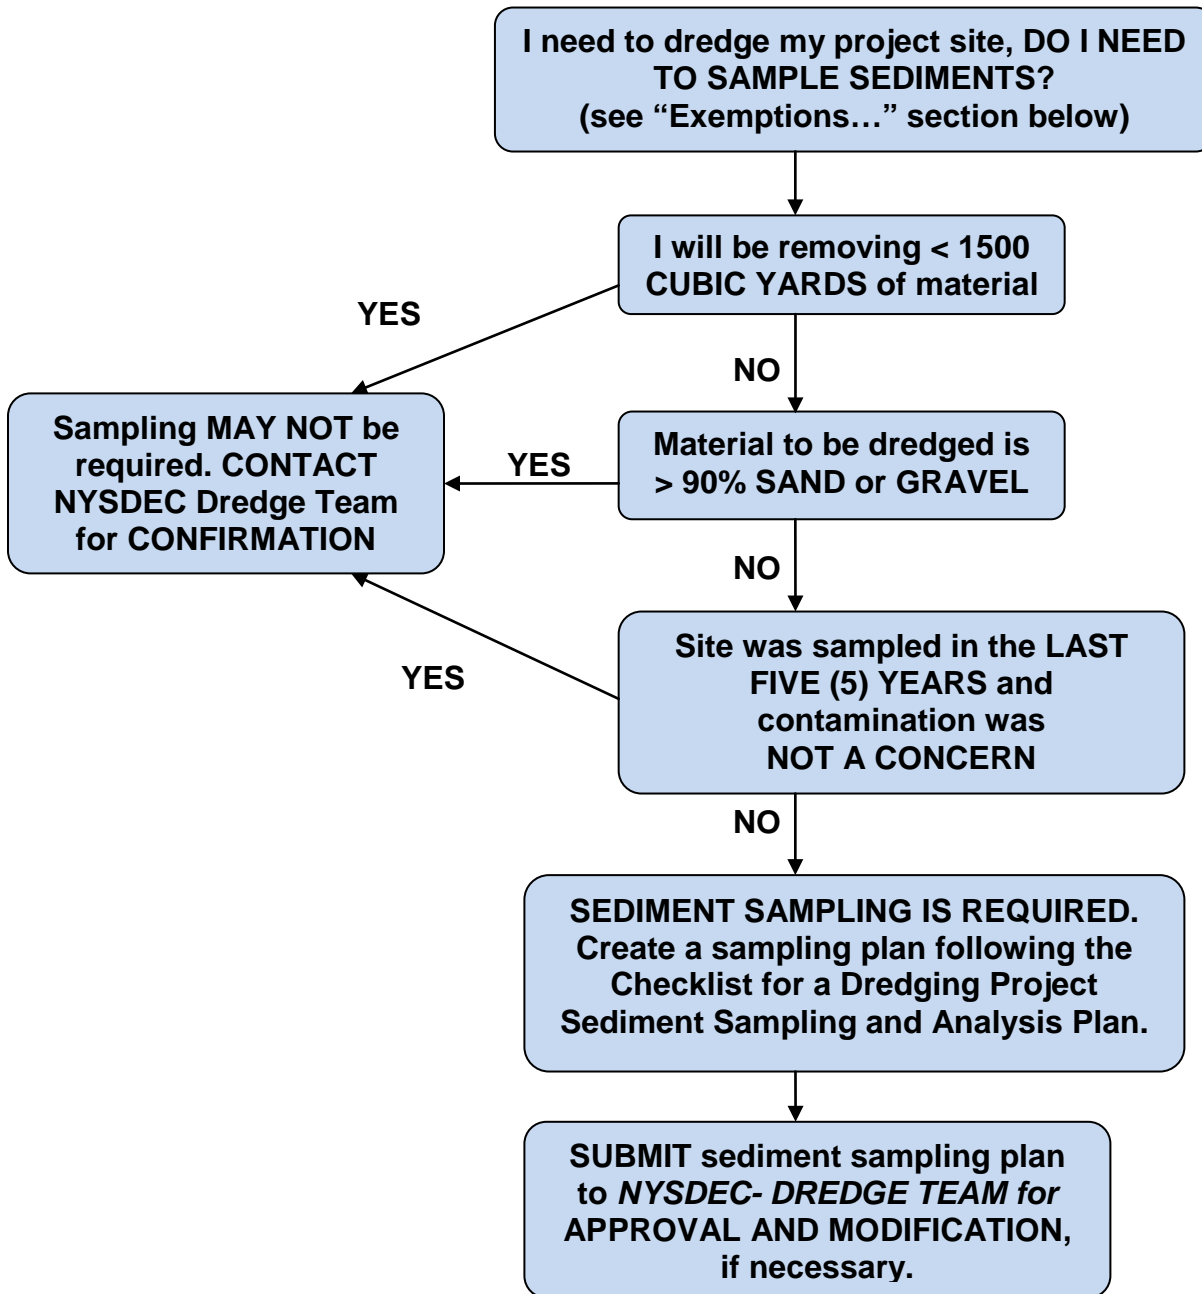 I need to dredge my project site, DO I NEED
TO SAMPLE SEDIMENTS?
(see “Exemptions…” section below)
I will be removing < 1500
CUBIC YARDS of material
YES
NO
Sampling MAY NOT be
required. CONTACT
NYSDEC Dredge Team
for CONFIRMATION
YES
Material to be dredged is
> 90% SAND or GRAVEL
NO
YES
Site was sampled in the LAST
FIVE (5) YEARS and
contamination was
NOT A CONCERN
NO
SEDIMENT SAMPLING IS REQUIRED.
Create a sampling plan following the
Checklist for a Dredging Project
Sediment Sampling and Analysis Plan.
SUBMIT sediment sampling plan
to NYSDEC- DREDGE TEAM for
APPROVAL AND MODIFICATION,
if necessary.